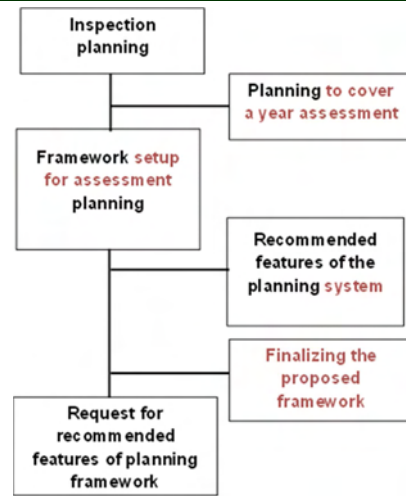 Inspection
planning
Planning to cover
a year assessment
Framework setup
for assessment
planning
Recommended
features of the
planning system
Finalizing the
proposed
framework
Request for
recommended
features of planning
framework